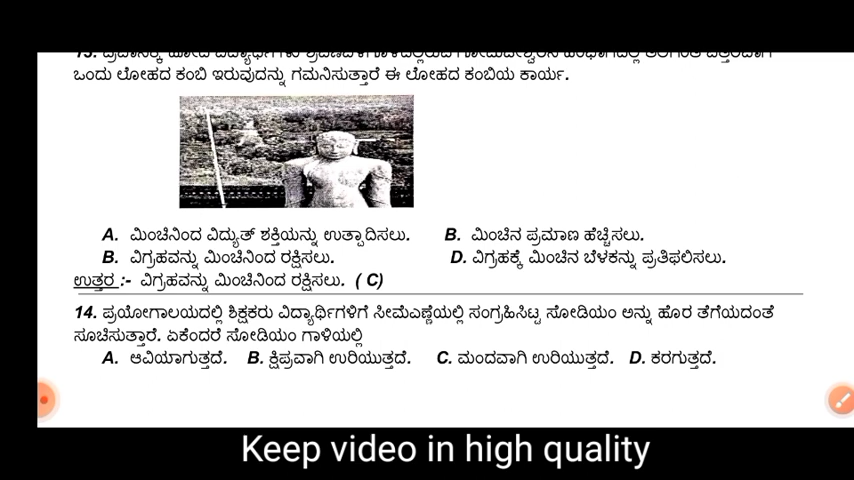 ಒಂದು ಲೋಹದ ಕಂಬಿ ಇರುವುದನ್ನು ಗಮನಿಸುತ್ತಾರೆ ಈ ಲೋಹದ ಕಂಬಿಯ ಕಾರ್ಯ.
A. ಮಿಂಚಿನಿಂದ ವಿದ್ಯುತ್ ಶಕ್ತಿಯನ್ನು ಉತ್ಪಾದಿಸಲು. B. ಮಿಂಚಿನ ಪ್ರಮಾಣ ಹೆಚ್ಚಿಸಲು.
B. ವಿಗ್ರಹವನ್ನು ಮಿಂಚಿನಿಂದ ರಕ್ಷಿಸಲು. D. ವಿಗ್ರಹಕ್ಕೆ ಮಿಂಚಿನ ಬೆಳಕನ್ನು ಪ್ರತಿಫಲಿಸಲು.
ಉತ್ತರ :- ವಿಗ್ರಹವನ್ನು ಮಿಂಚಿನಿಂದ ರಕ್ಷಿಸಲು. ( C)
14. ಪ್ರಯೋಗಾಲಯದಲ್ಲಿ ಶಿಕ್ಷಕರು ವಿದ್ಯಾರ್ಥಿಗಳಿಗೆ ಸೀಮೆಎಣ್ಣೆಯಲ್ಲಿ ಸಂಗ್ರಹಿಸಿಟ್ಟ ಸೋಡಿಯಂ ಅನ್ನು ಹೊರ ತೆಗೆಯದಂತೆ
ಸೂಚಿಸುತ್ತಾರೆ. ಏಕೆಂದರೆ ಸೋಡಿಯಂ ಗಾಳಿಯಲ್ಲಿ
A. ಆವಿಯಾಗುತ್ತದೆ. B. ಕ್ಷಿಪ್ರವಾಗಿ ಉರಿಯುತ್ತದೆ. C. ಮಂದವಾಗಿ ಉರಿಯುತ್ತದೆ. D. ಕರಗುತ್ತದೆ.
Keep video in high quality